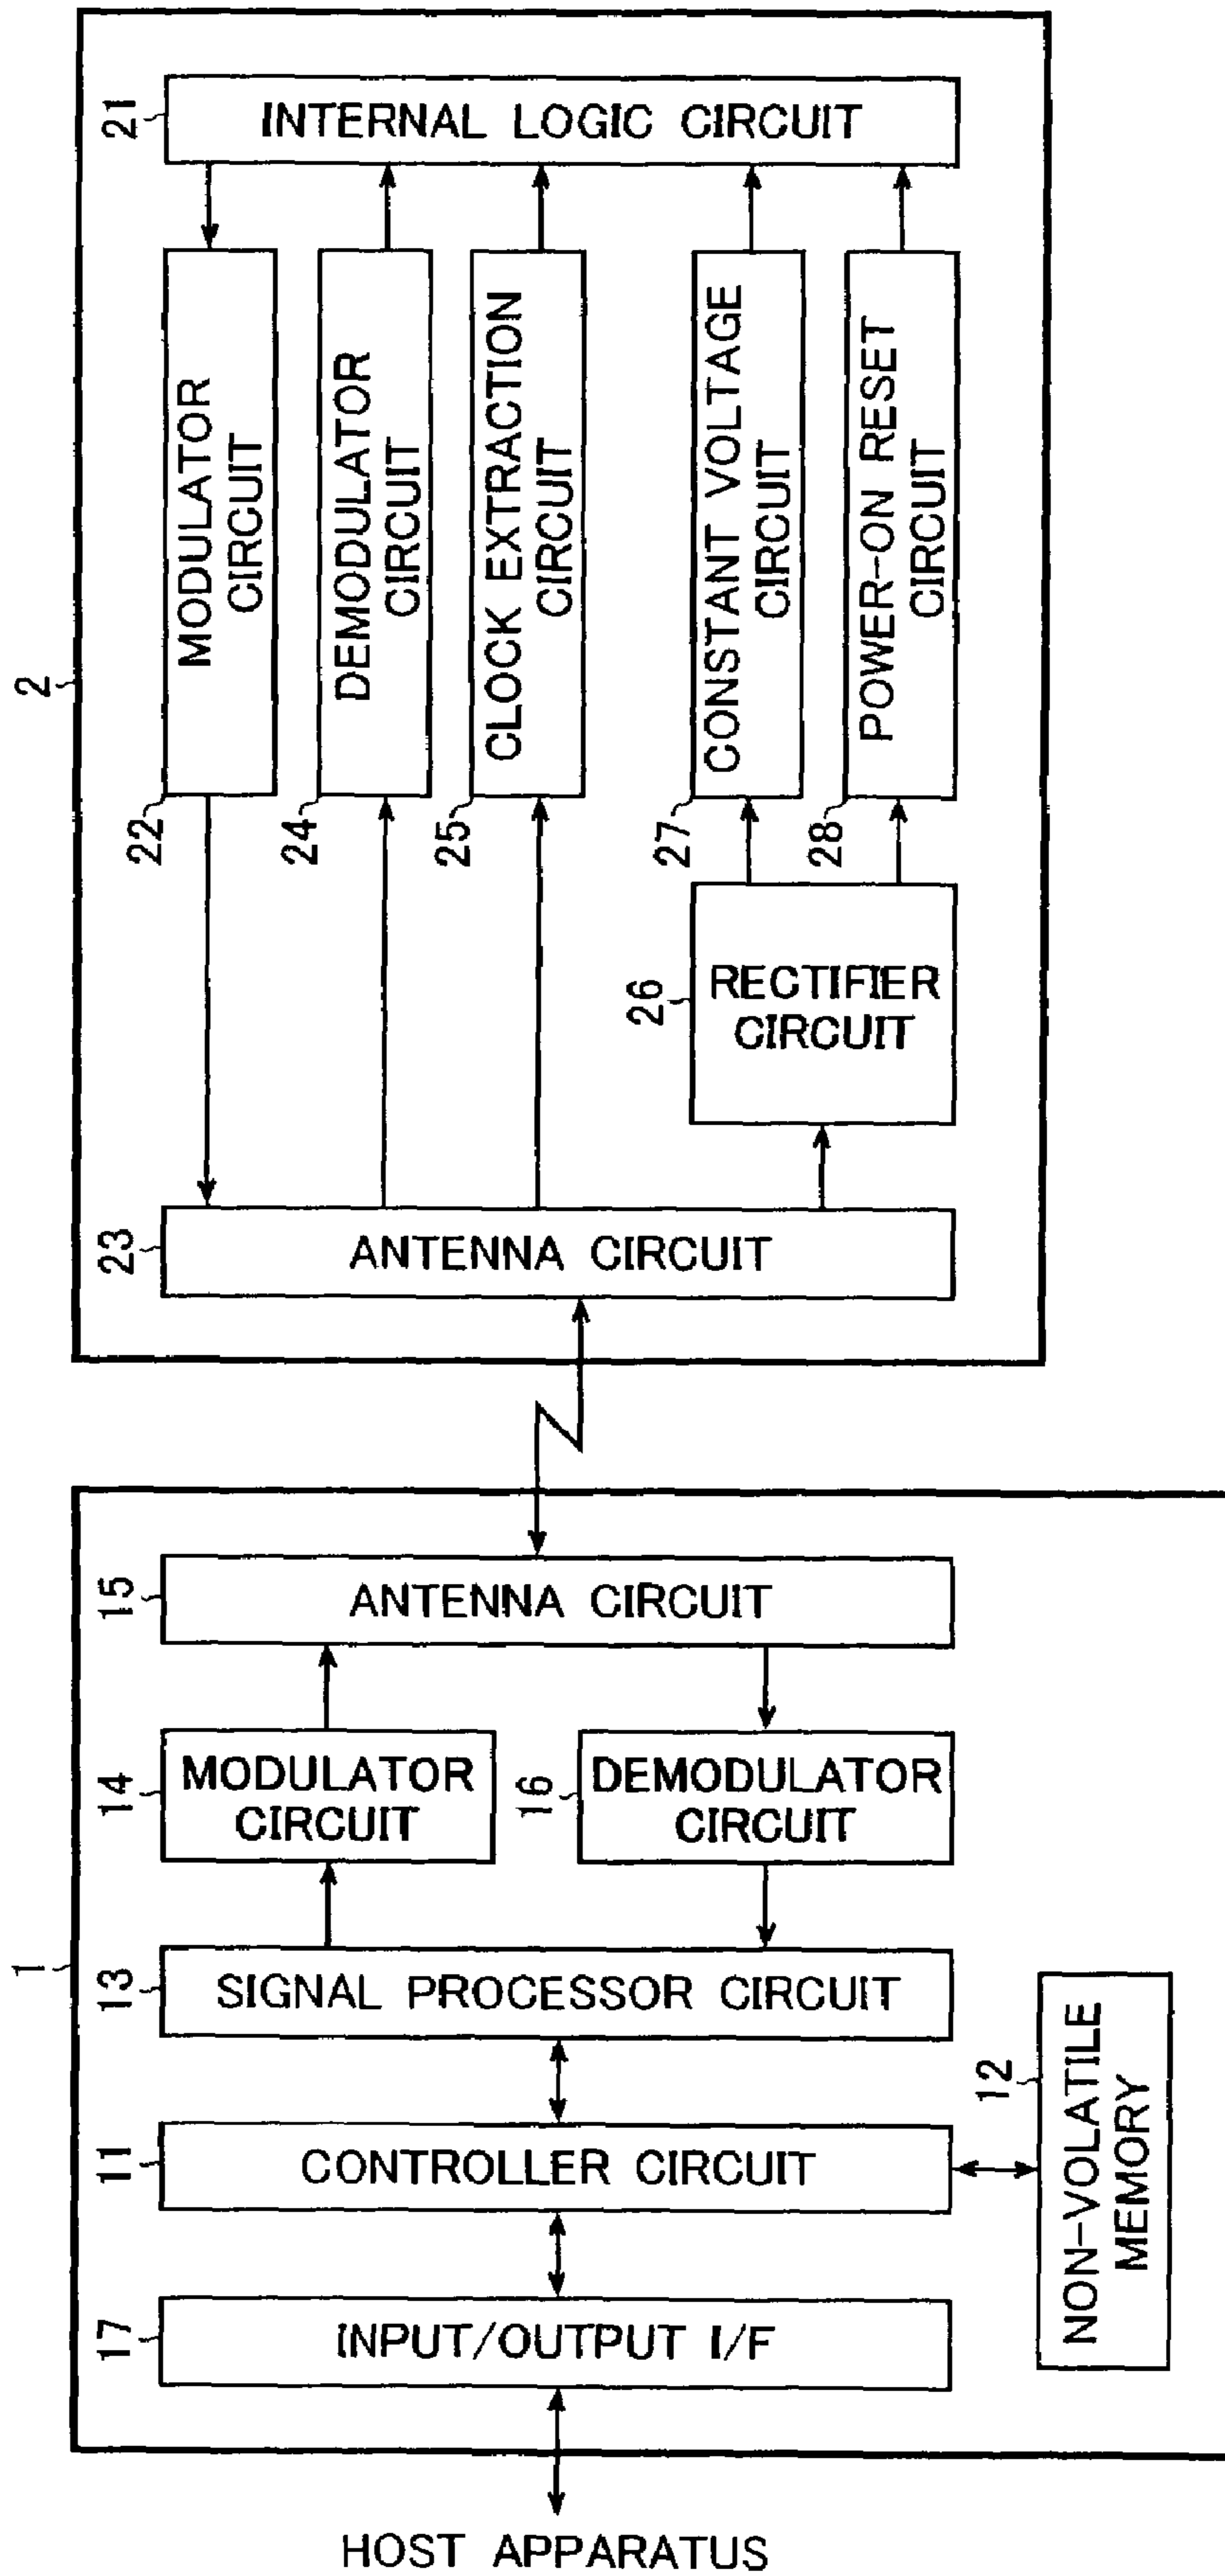 2
21
INTERNAL LOGIC CIRCUIT
22
MODULATOR
CIRCUIT
24
DEMODULATOR
CIRCUIT
25
CLOCK EXTRACTION
CIRCUIT
27
CONSTANT VOLTAGE
CIRCUIT
28
POWER-ON RESET
CIRCUIT
26
RECTIFIER
CIRCUIT
23
ANTENNA CIRCUIT
1
15
ANTENNA CIRCUIT
14
MODULATOR
CIRCUIT
16
DEMODULATOR
CIRCUIT
13
SIGNAL PROCESSOR CIRCUIT
11
CONTROLLER CIRCUIT
12
NON-VOLATILE
MEMORY
17
INPUT/OUTPUT I/F
HOST APPARATUS